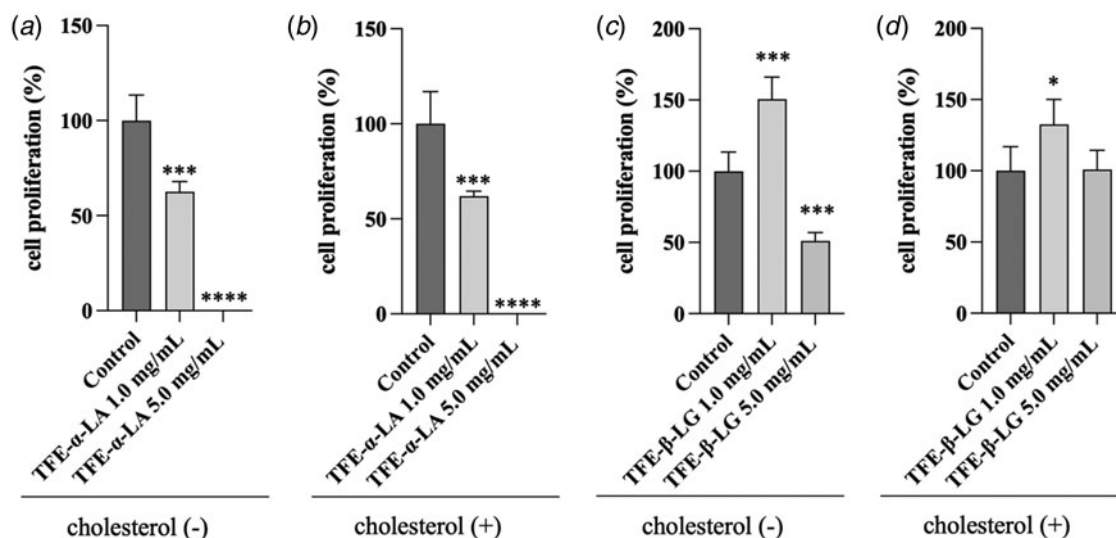 (a)
cell proliferation (%)
150
100
50
0
***
****
Control
TFE-α-LA 1.0 mg/mL
TFE-α-LA 5.0 mg/mL
cholesterol (-)
(b)
cell proliferation (%)
150
100
50
0
***
****
Control
TFE-α-LA 1.0 mg/mL
TFE-α-LA 5.0 mg/mL
cholesterol (+)
(c)
cell proliferation (%)
200
150
100
50
0
***
***
Control
TFE-β-LG 1.0 mg/mL
TFE-β-LG 5.0 mg/mL
cholesterol (-)
(d)
cell proliferation (%)
200
150
100
50
0
*
Control
TFE-β-LG 1.0 mg/mL
TFE-β-LG 5.0 mg/mL
cholesterol (+)